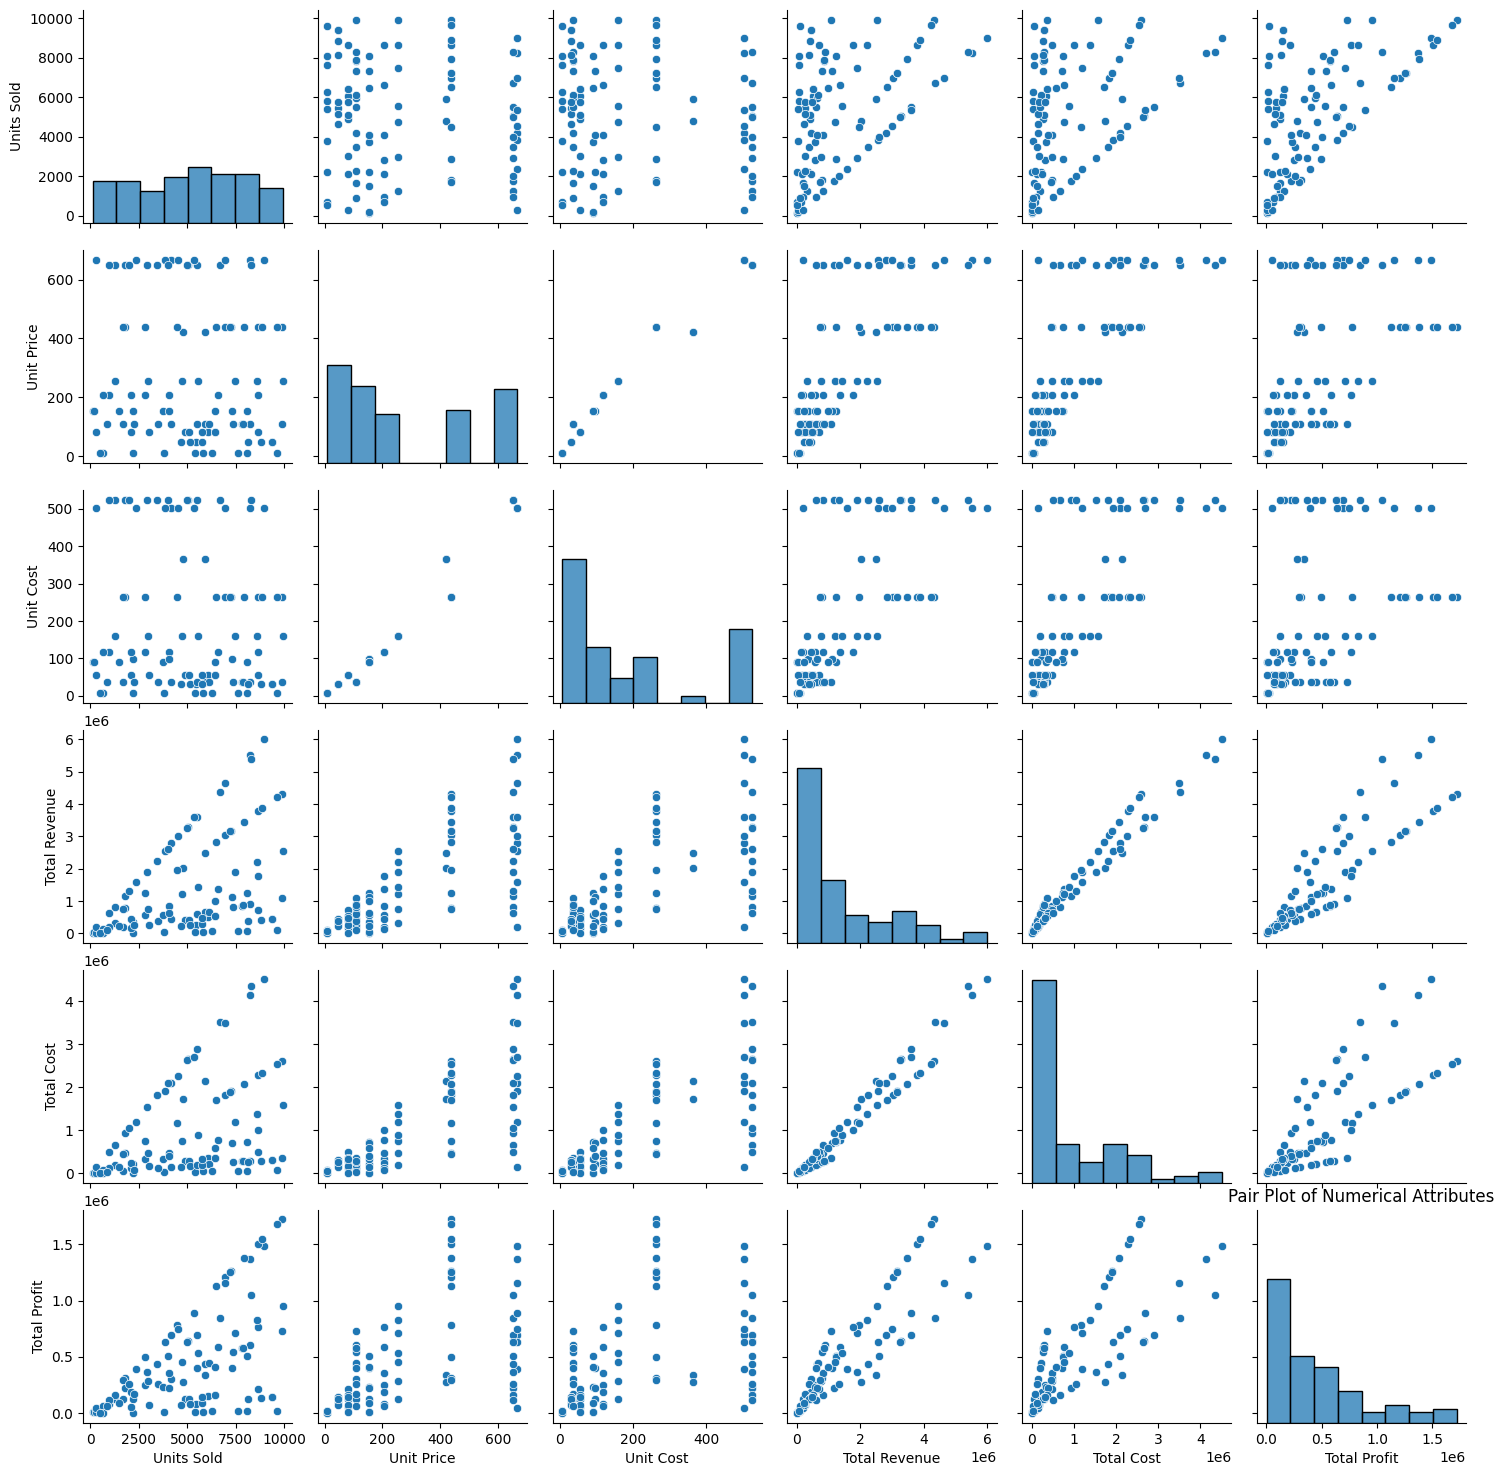 10000
8000
6000
4000
2000
0
Units Sold
600
400
200
0
Unit Price
500
400
300
200
100
0
Unit Cost
1e6
6
5
4
3
2
1
0
Total Revenue
1e6
4
3
2
1
0
Total Cost
Pair Plot of Numerical Attributes
1e6
1.5
1.0
0.5
0.0
Total Profit
0 2500 5000 7500 10000 0 200 400 600 0 200 400 0 2 4 6 0 1 2 3 4 0.0 0.5 1.0 1.5
1e6 1e6 1e6
Units Sold Unit Price Unit Cost Total Revenue Total Cost Total Profit